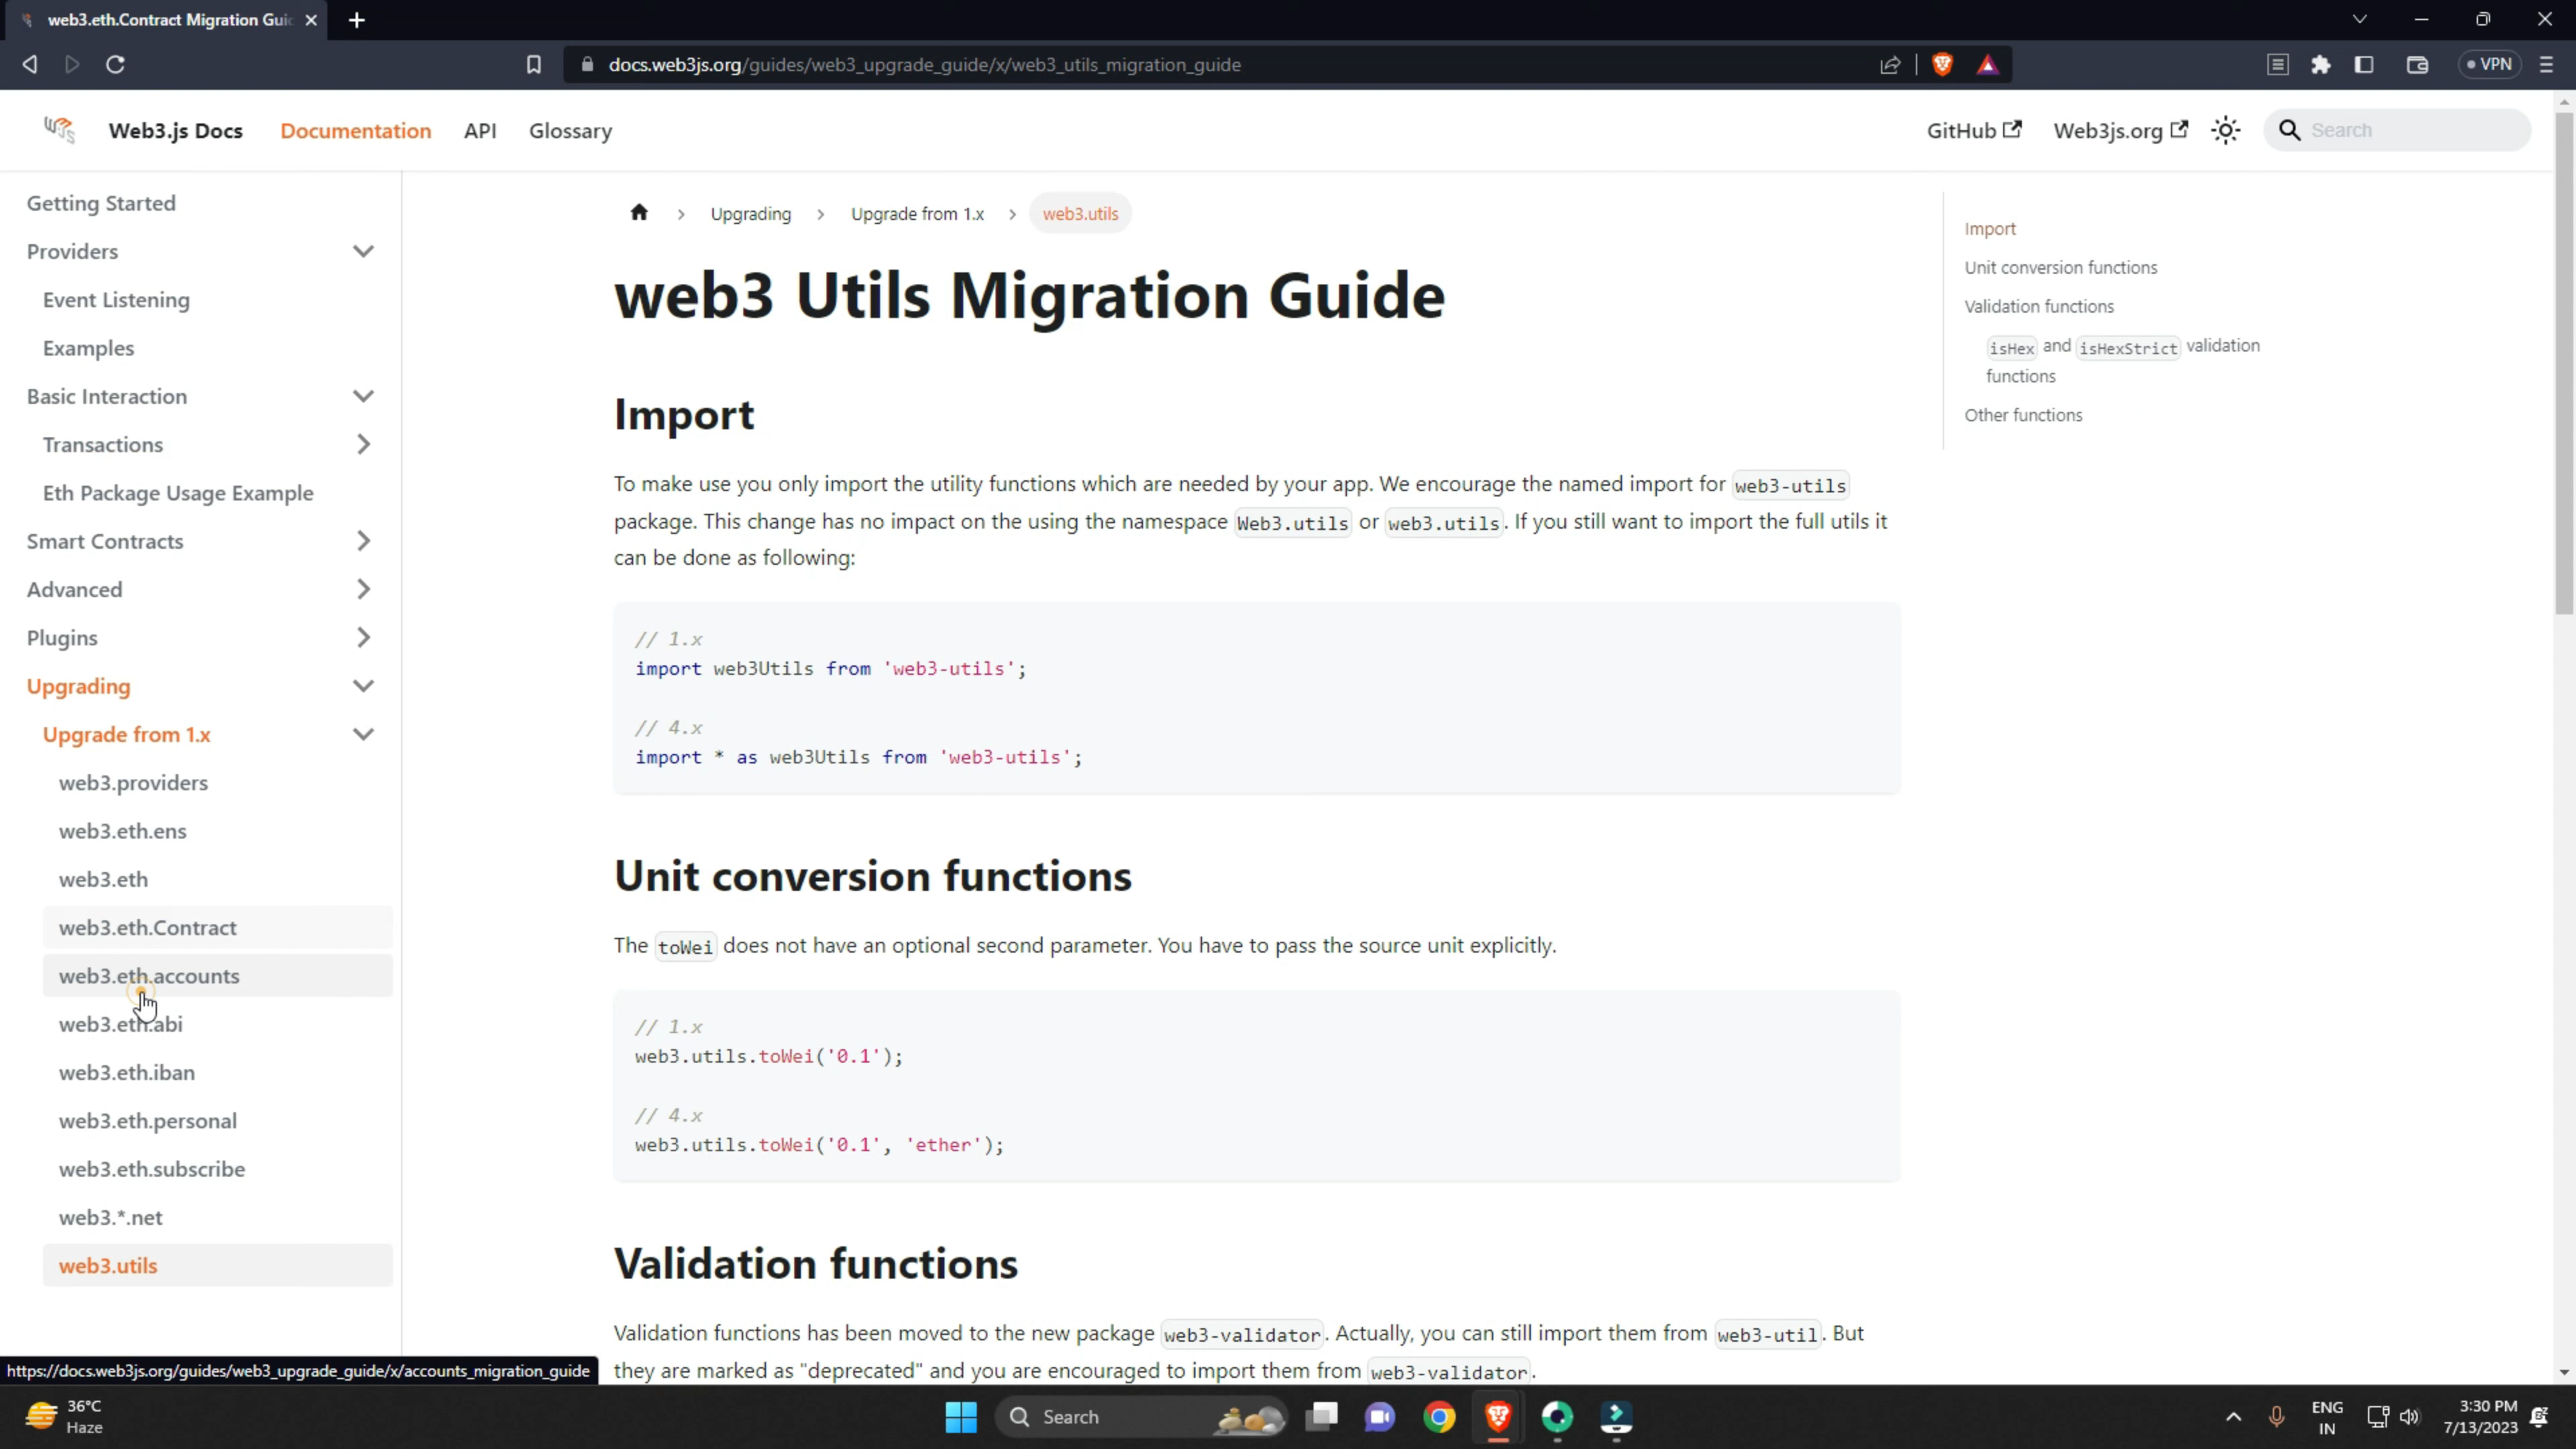 web3.eth.Contract Migration Gui
docs.web3js.org/guides/web3_upgrade_guide/x/web3_utils_migration_guide
VPN
Web3.js Docs
Documentation
API
Glossary
GitHub
Web3js.org
Search
Getting Started
Providers
Event Listening
Examples
Basic Interaction
Transactions
Eth Package Usage Example
Smart Contracts
Advanced
Plugins
Upgrading
Upgrade from 1.x
web3.providers
web3.eth.ens
web3.eth
web3.eth.Contract
web3.eth.accounts
web3.eth.abi
web3.eth.iban
web3.eth.personal
web3.eth.subscribe
web3.*.net
web3.utils
https://docs.web3js.org/guides/web3_upgrade_guide/x/accounts_migration_guide
Upgrading
Upgrade from 1.x
web3.utils
web3 Utils Migration Guide
Import
To make use you only import the utility functions which are needed by your app. We encourage the named import for web3-utils
package. This change has no impact on the using the namespace Web3.utils or web3.utils. If you still want to import the full utils it
can be done as following:
// 1.x
import web3Utils from 'web3-utils';
// 4.x
import * as web3Utils from 'web3-utils';
Unit conversion functions
The toWei does not have an optional second parameter. You have to pass the source unit explicitly.
// 1.x
web3.utils.toWei('0.1');
// 4.x
web3.utils.toWei('0.1', 'ether');
Validation functions
Validation functions has been moved to the new package web3-validator. Actually, you can still import them from web3-util. But
they are marked as "deprecated" and you are encouraged to import them from web3-validator.
Import
Unit conversion functions
Validation functions
isHex and isHexStrict validation
functions
Other functions
36°C
Haze
Search
ENG
IN
3:30 PM
7/13/2023